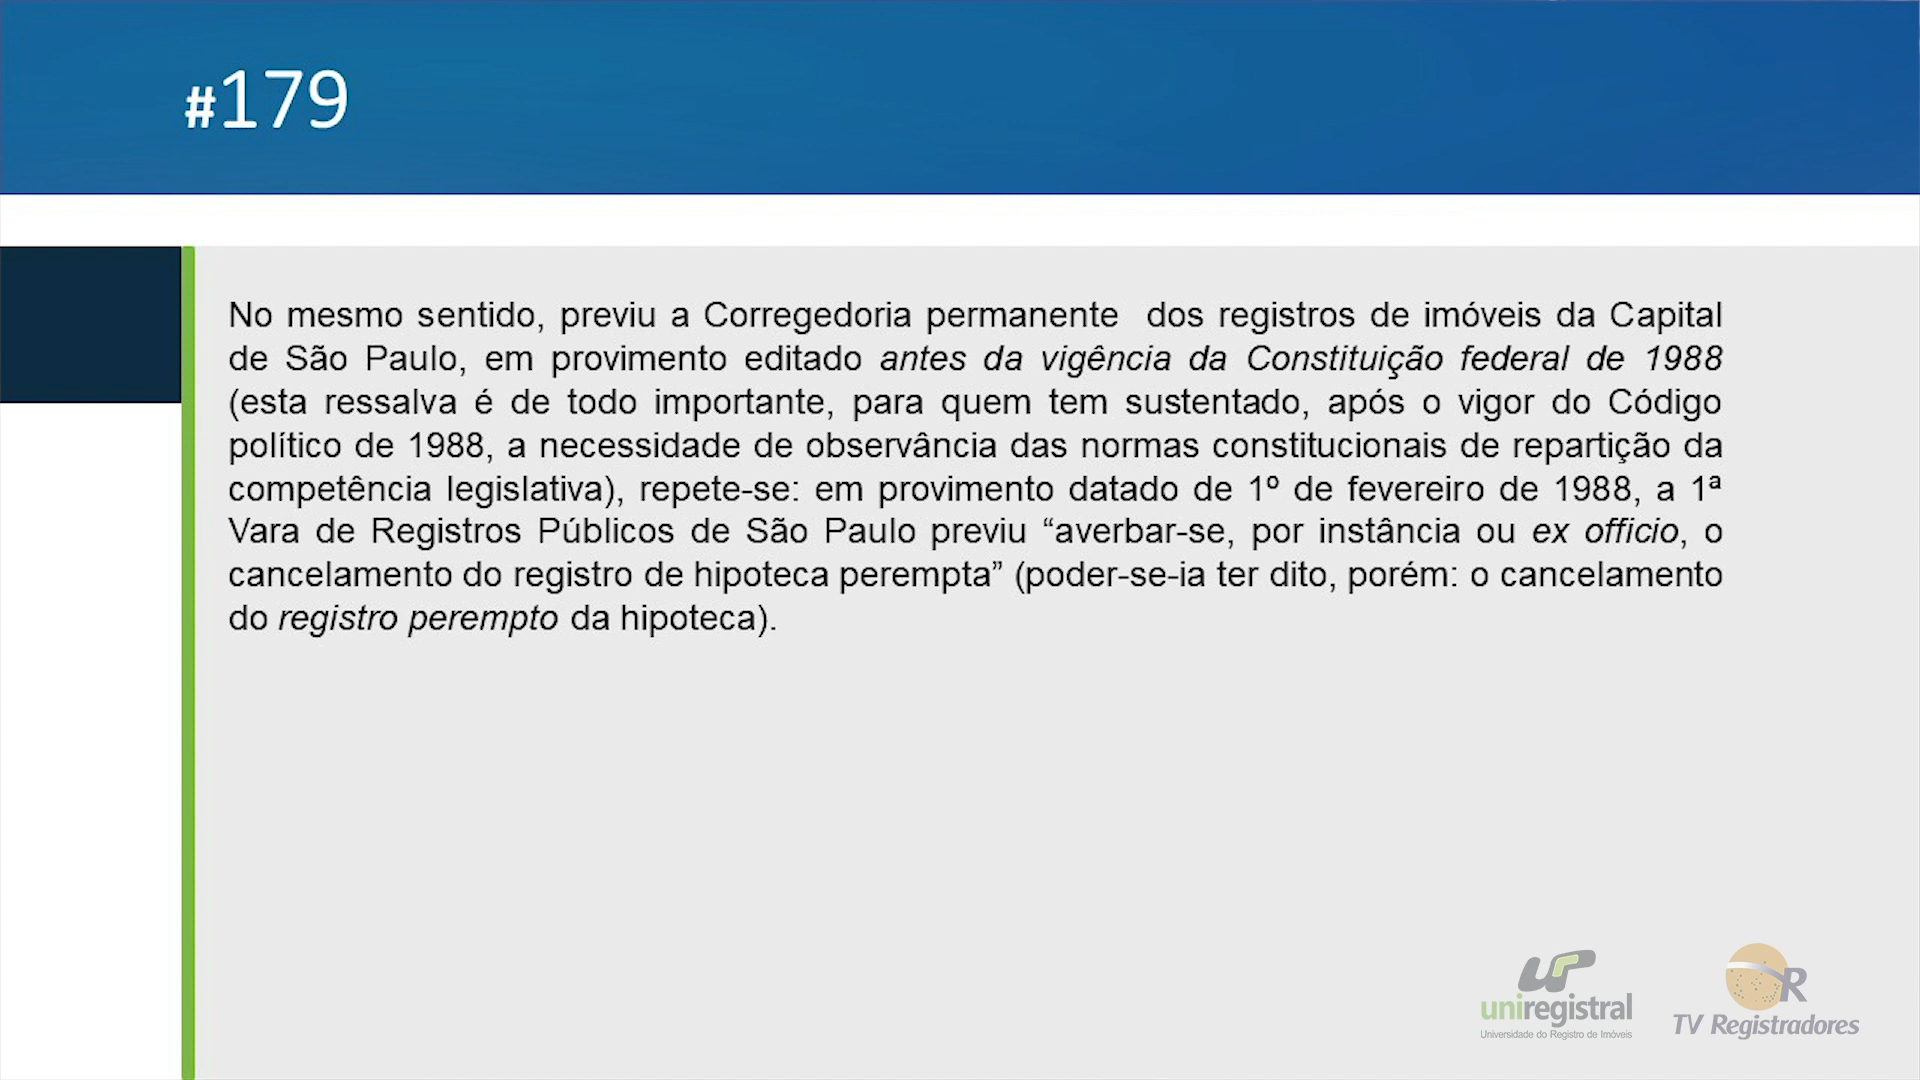 #179
No mesmo sentido, previu a Corregedoria permanente dos registros de imóveis da Capital
de São Paulo, em provimento editado antes da vigência da Constituição federal de 1988
(esta ressalva é de todo importante, para quem tem sustentado, após o vigor do Código
político de 1988, a necessidade de observância das normas constitucionais de repartição da
competência legislativa), repete-se: em provimento datado de 1º de fevereiro de 1988, a 1ª
Vara de Registros Públicos de São Paulo previu “averbar-se, por instância ou ex officio, o
cancelamento do registro de hipoteca perempta” (poder-se-ia ter dito, porém: o cancelamento
do registro perempto da hipoteca).
uniregistral
Universidade do Registro de Imóveis
R
TV Registradores